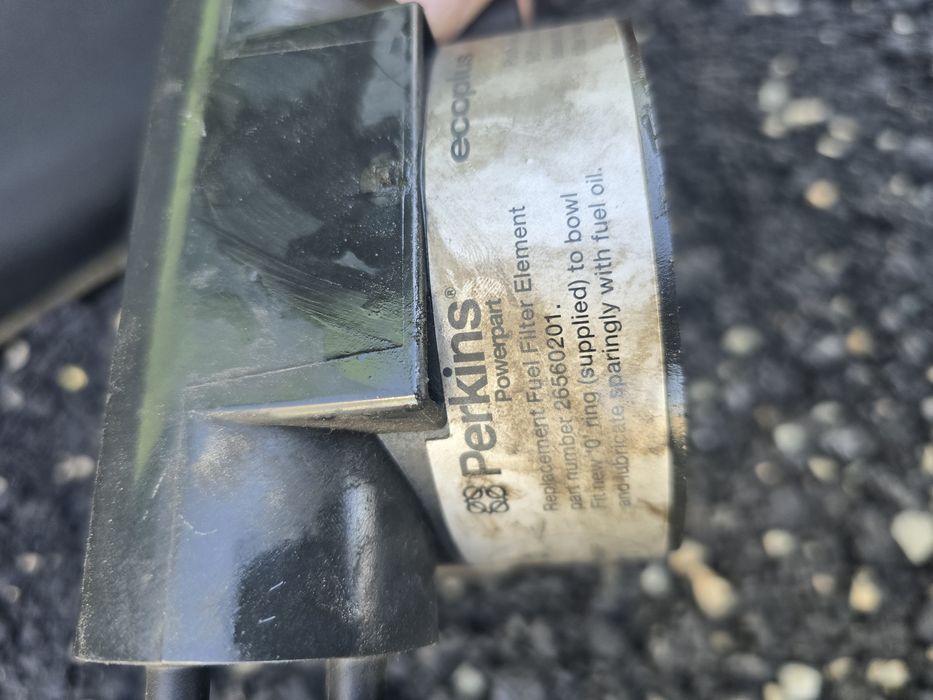 Perkins®
Powerpart
ecoplus
Replacement Fuel Filter Element
part number 26560201.
Fit new 'O' ring (supplied) to bowl
and lubricate sparingly with fuel oil.